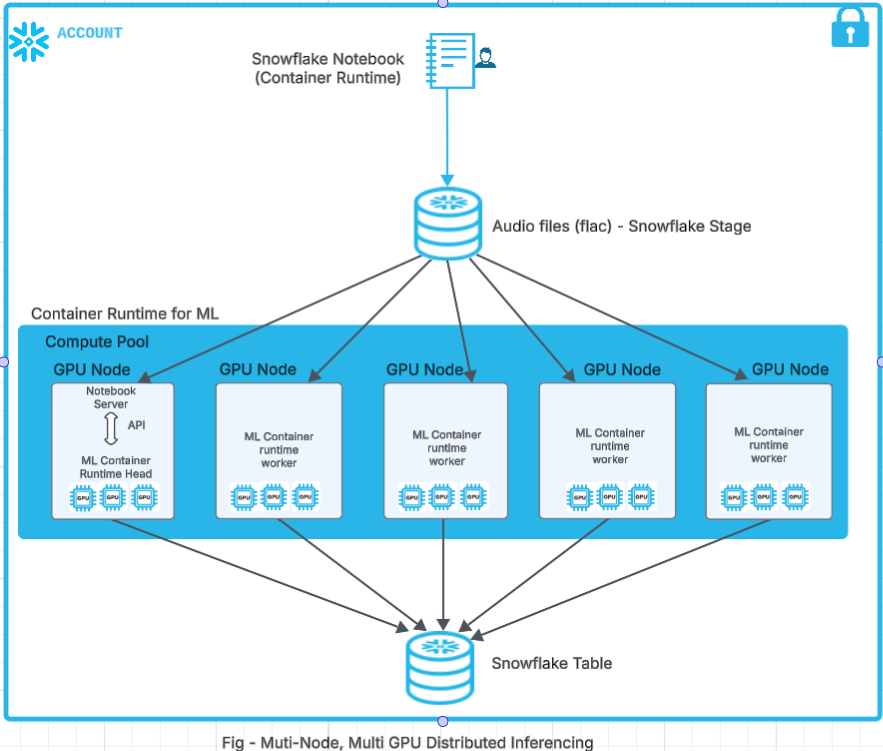 ACCOUNT
Snowflake Notebook
(Container Runtime)
Audio files (flac) - Snowflake Stage
Container Runtime for ML
Compute Pool
GPU Node
GPU Node
GPU Node
GPU Node
GPU Node
Notebook
Server
API
ML Container
Runtime Head
GPU
GPU
GPU
ML Container
runtime
worker
GPU
GPU
GPU
ML Container
runtime
worker
GPU
GPU
GPU
ML Container
runtime
worker
GPU
GPU
GPU
ML Container
runtime
worker
GPU
GPU
GPU
Snowflake Table
Fig - Muti-Node, Multi GPU Distributed Inferencing